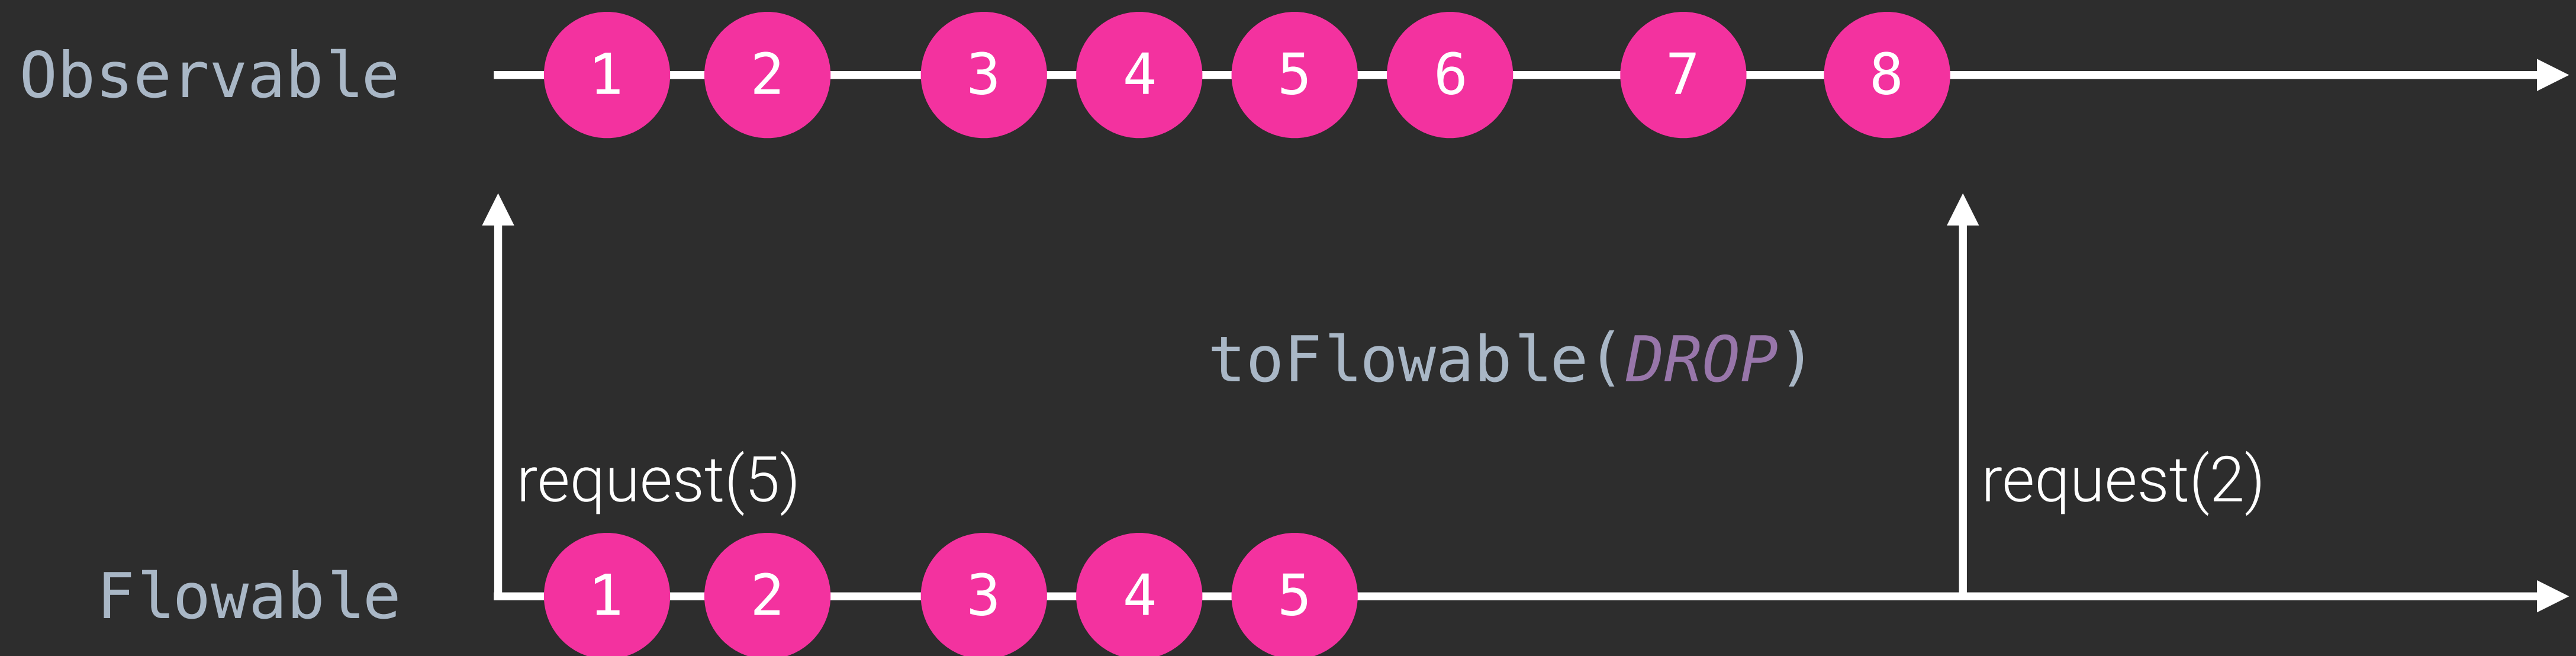 Observable 1 2 3 4 5 6 7 8
toFlowable(DROP)
request(5) request(2)
Flowable 1 2 3 4 5